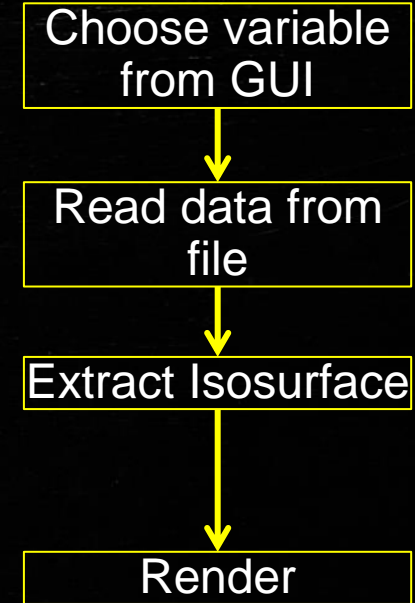 Choose variable
from GUI
Read data from
file
Extract Isosurface
Render